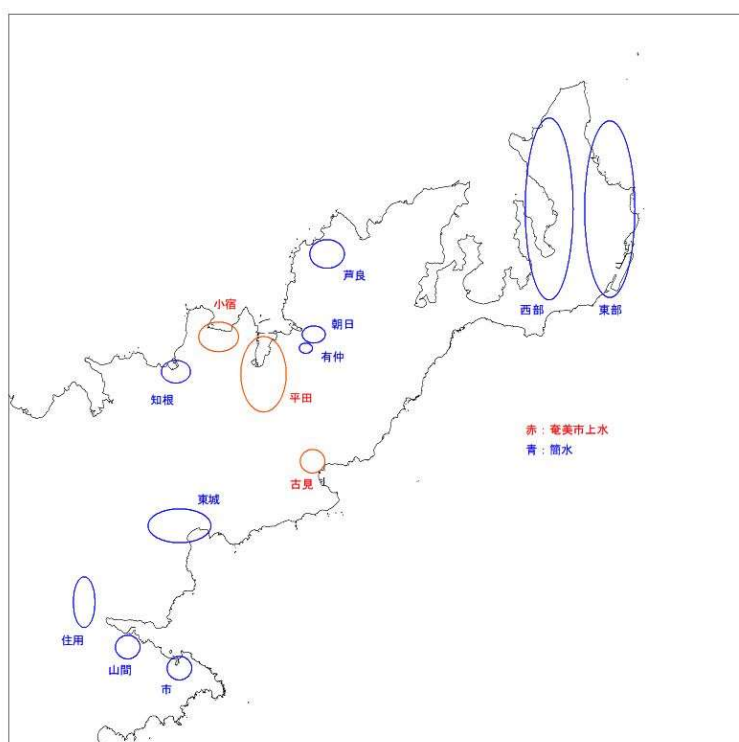 芦良
小宿
朝日
西部
東部
有仲
知根
平田
赤：奄美市上水
青：簡水
古見
東城
住用
山間
市